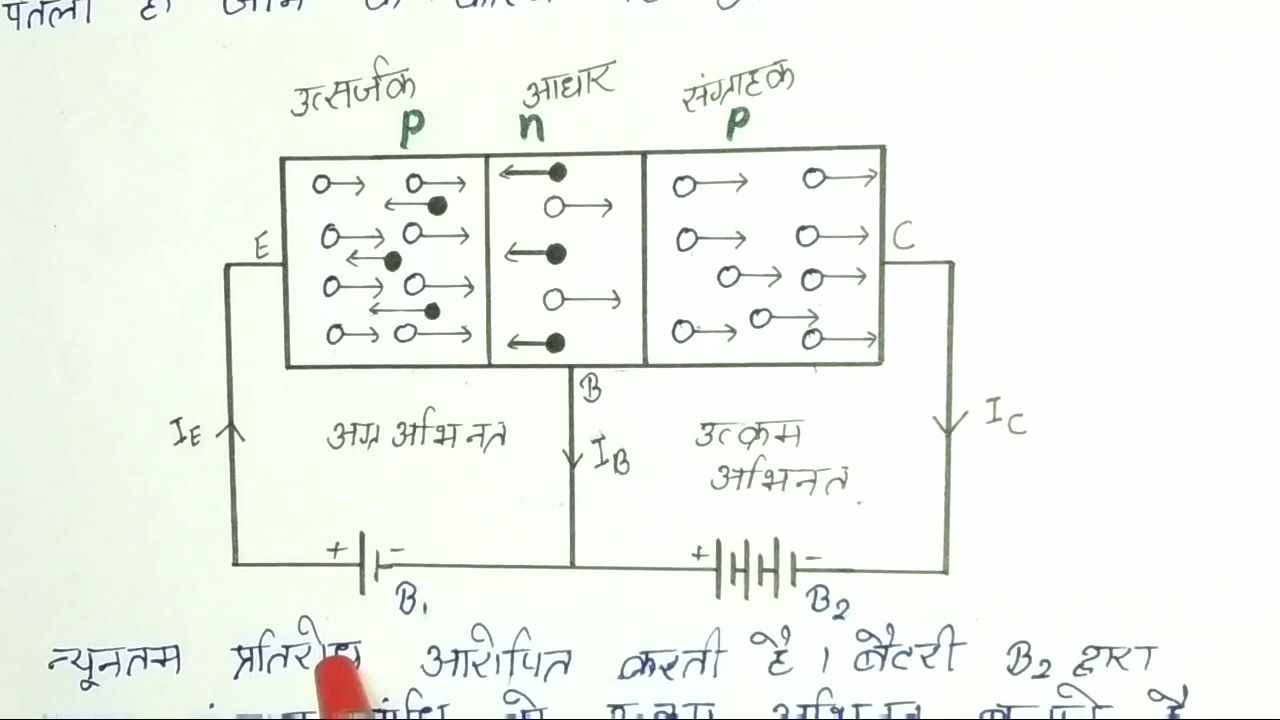 उत्सर्जक आधार संग्राहक
p n p
E C
B
IE अग्र अभिनत IB उत्क्रम IC
अभिनत
+ - + -
B1 B2
न्यूनतम आरोपित करती है। बैटरी B2 द्वारा